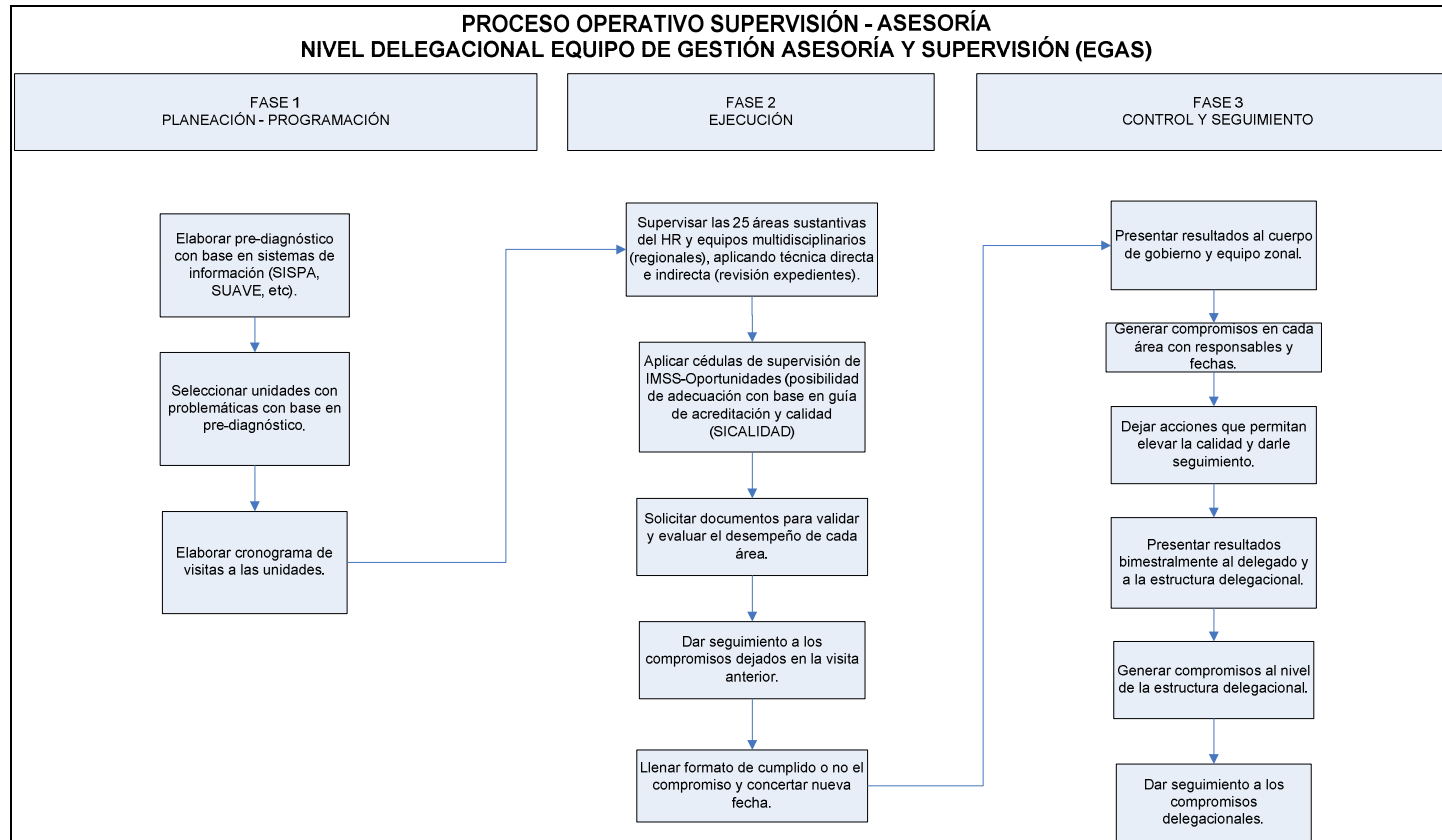 PROCESO OPERATIVO SUPERVISIÓN - ASESORÍA
NIVEL DELEGACIONAL EQUIPO DE GESTIÓN ASESORÍA Y SUPERVISIÓN (EGAS)
FASE 1
PLANEACIÓN - PROGRAMACIÓN
Elaborar pre-diagnóstico
con base en sistemas de
información (SISPA,
SUAVE, etc).
Seleccionar unidades con
problemáticas con base en
pre-diagnóstico.
Elaborar cronograma de
visitas a las unidades.
FASE 2
EJECUCIÓN
Supervisar las 25 áreas sustantivas
del HR y equipos multidisciplinarios
(regionales), aplicando técnica directa
e indirecta (revisión expedientes).
Aplicar cédulas de supervisión de
IMSS-Oportunidades (posibilidad
de adecuación con base en guía
de acreditación y calidad
(SICALIDAD)
Solicitar documentos para validar
y evaluar el desempeño de cada
área.
Dar seguimiento a los
compromisos dejados en la visita
anterior.
Llenar formato de cumplido o no el
compromiso y concertar nueva
fecha.
FASE 3
CONTROL Y SEGUIMIENTO
Presentar resultados al cuerpo
de gobierno y equipo zonal.
Generar compromisos en cada
área con responsables y
fechas.
Dejar acciones que permitan
elevar la calidad y darle
seguimiento.
Presentar resultados
bimestralmente al delegado y
a la estructura delegacional.
Generar compromisos al nivel
de la estructura delegacional.
Dar seguimiento a los
compromisos
delegacionales.